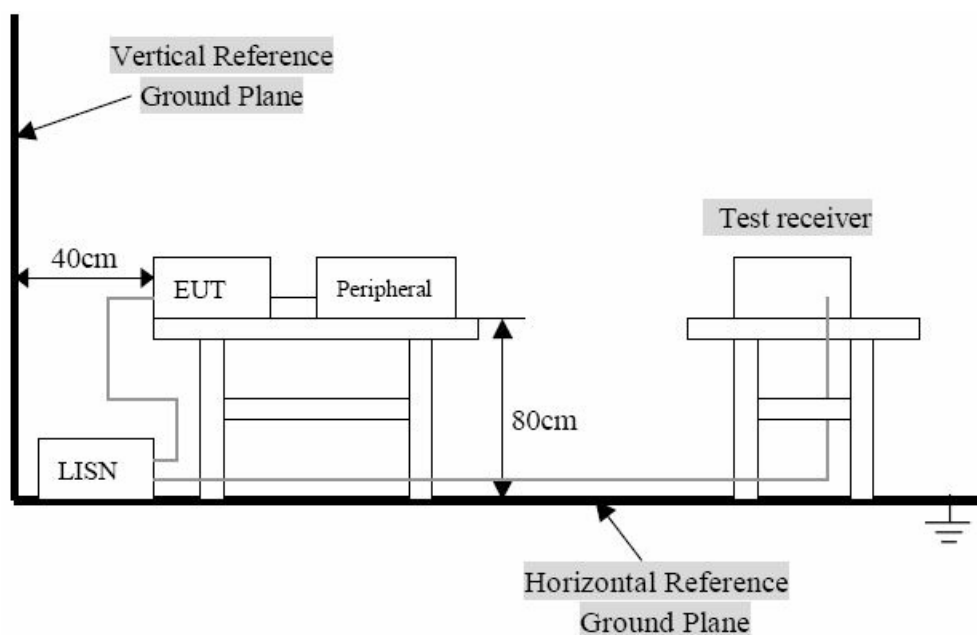 Vertical Reference
Ground Plane
Test receiver
40cm
EUT
Peripheral
80cm
LISN
Horizontal Reference
Ground Plane